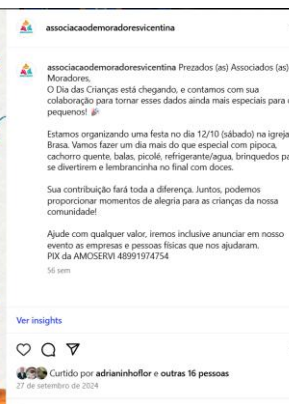 associacaodemoradoresvicentina
associacaodemoradoresvicentina Prezados (as) Associados (as)
Moradores,
O Dia das Crianças está chegando, e contamos com sua
colaboração para tornar esses dados ainda mais especiais para
pequenos! 🎉
Estamos organizando uma festa no dia 12/10 (sábado) na igreja
Brasa. Vamos fazer um dia mais do que especial com pipoca,
cachorro quente, balas, picolé, refrigerante/agua, brinquedos
se divertirem e lembrancinha no final com doces.
Sua contribuição fará toda a diferença. Juntos, podemos
proporcionar momentos de alegria para as crianças da nossa
comunidade!
Ajude com qualquer valor, iremos inclusive anunciar em nosso
evento as empresas e pessoas físicas que nos ajudaram.
PIX da AMOSERVI 48991974754
56 sem
Ver insights
Curtido por adrianinhoflor e outras 16 pessoas
27 de setembro de 2024